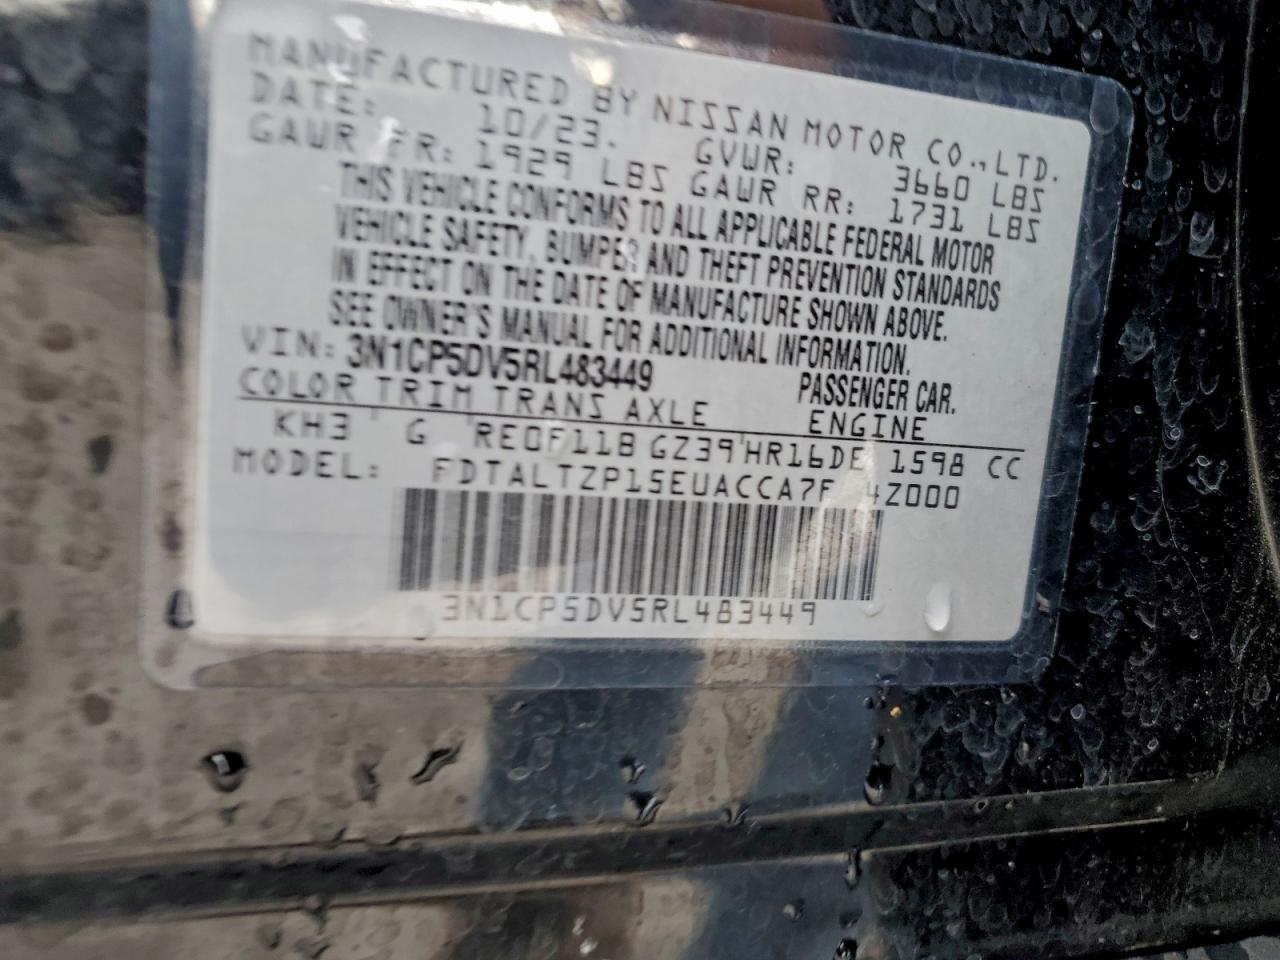 MANUFACTURED BY NISSAN MOTOR CO., LTD.
DATE: 10/23. GVWR: 3660 LBS
GAWR FR: 1929 LBS GAWR RR: 1731 LBS
THIS VEHICLE CONFORMS TO ALL APPLICABLE FEDERAL MOTOR
VEHICLE SAFETY, BUMPER AND THEFT PREVENTION STANDARDS
IN EFFECT ON THE DATE OF MANUFACTURE SHOWN ABOVE.
SEE OWNER'S MANUAL FOR ADDITIONAL INFORMATION.
VIN: 3N1CP5DV5RL483449 PASSENGER CAR.
COLOR TRIM TRANS AXLE ENGINE
KH3 G RE0F11B GZ39 HR16DE 1598 CC
MODEL: FDTALTZP15EUACCA7F 4Z000
3N1CP5DV5RL483449